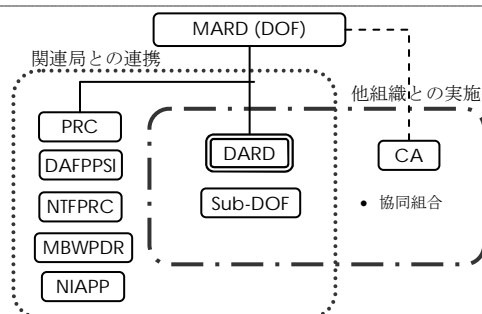 MARD (DOF)
関連局との連携
他組織との実施
PRC
DARD
CA
DAFPPSI
Sub-DOF
• 協同組合
NTFPRC
MBWPDR
NIAPP